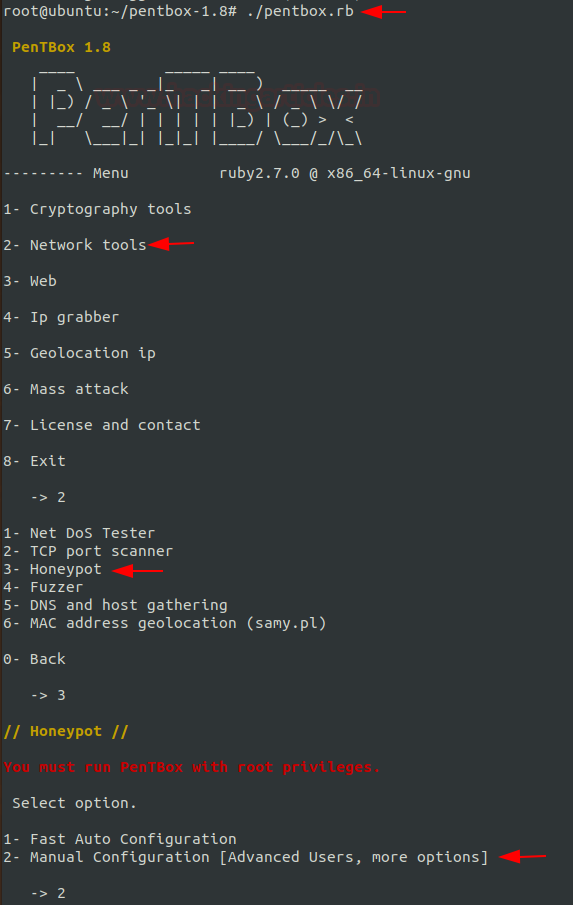 root@ubuntu:~/pentbox-1.8# ./pentbox.rb
PenTBox 1.8
PenTBox
--------- Menu          ruby2.7.0 @ x86_64-linux-gnu
1- Cryptography tools
2- Network tools
3- Web
4- Ip grabber
5- Geolocation ip
6- Mass attack
7- License and contact
8- Exit
-> 2
1- Net DoS Tester
2- TCP port scanner
3- Honeypot
4- Fuzzer
5- DNS and host gathering
6- MAC address geolocation (samy.pl)
0- Back
-> 3
// Honeypot //
You must run PenTBox with root privileges.
Select option.
1- Fast Auto Configuration
2- Manual Configuration [Advanced Users, more options]
-> 2